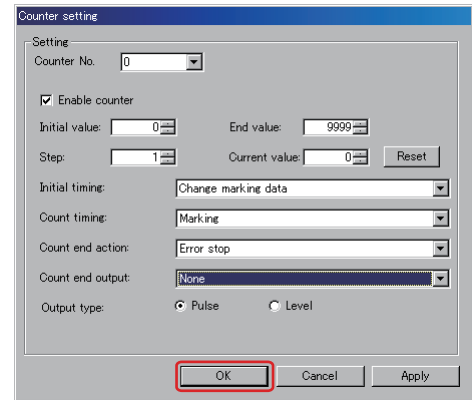 Counter setting
Setting
Counter No. 0
Enable counter
Initial value: 0 End value: 9999
Step: 1 Current value: 0 Reset
Initial timing: Change marking data
Count timing: Marking
Count end action: Error stop
Count end output: None
Output type: Pulse Level
OK Cancel Apply